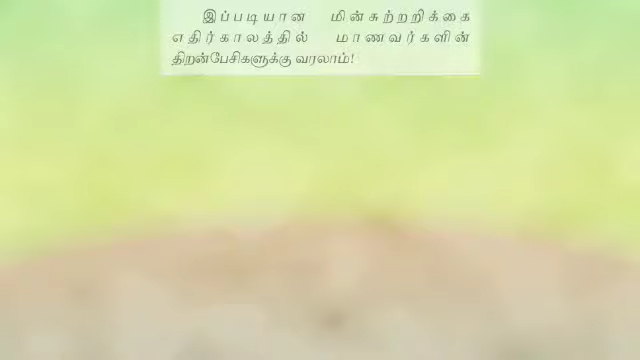 இப்படியான மின்சுற்றறிக்கை
எதிர்காலத்தில் மாணவர்களின்
திறன்பேசிகளுக்கு வரலாம்!